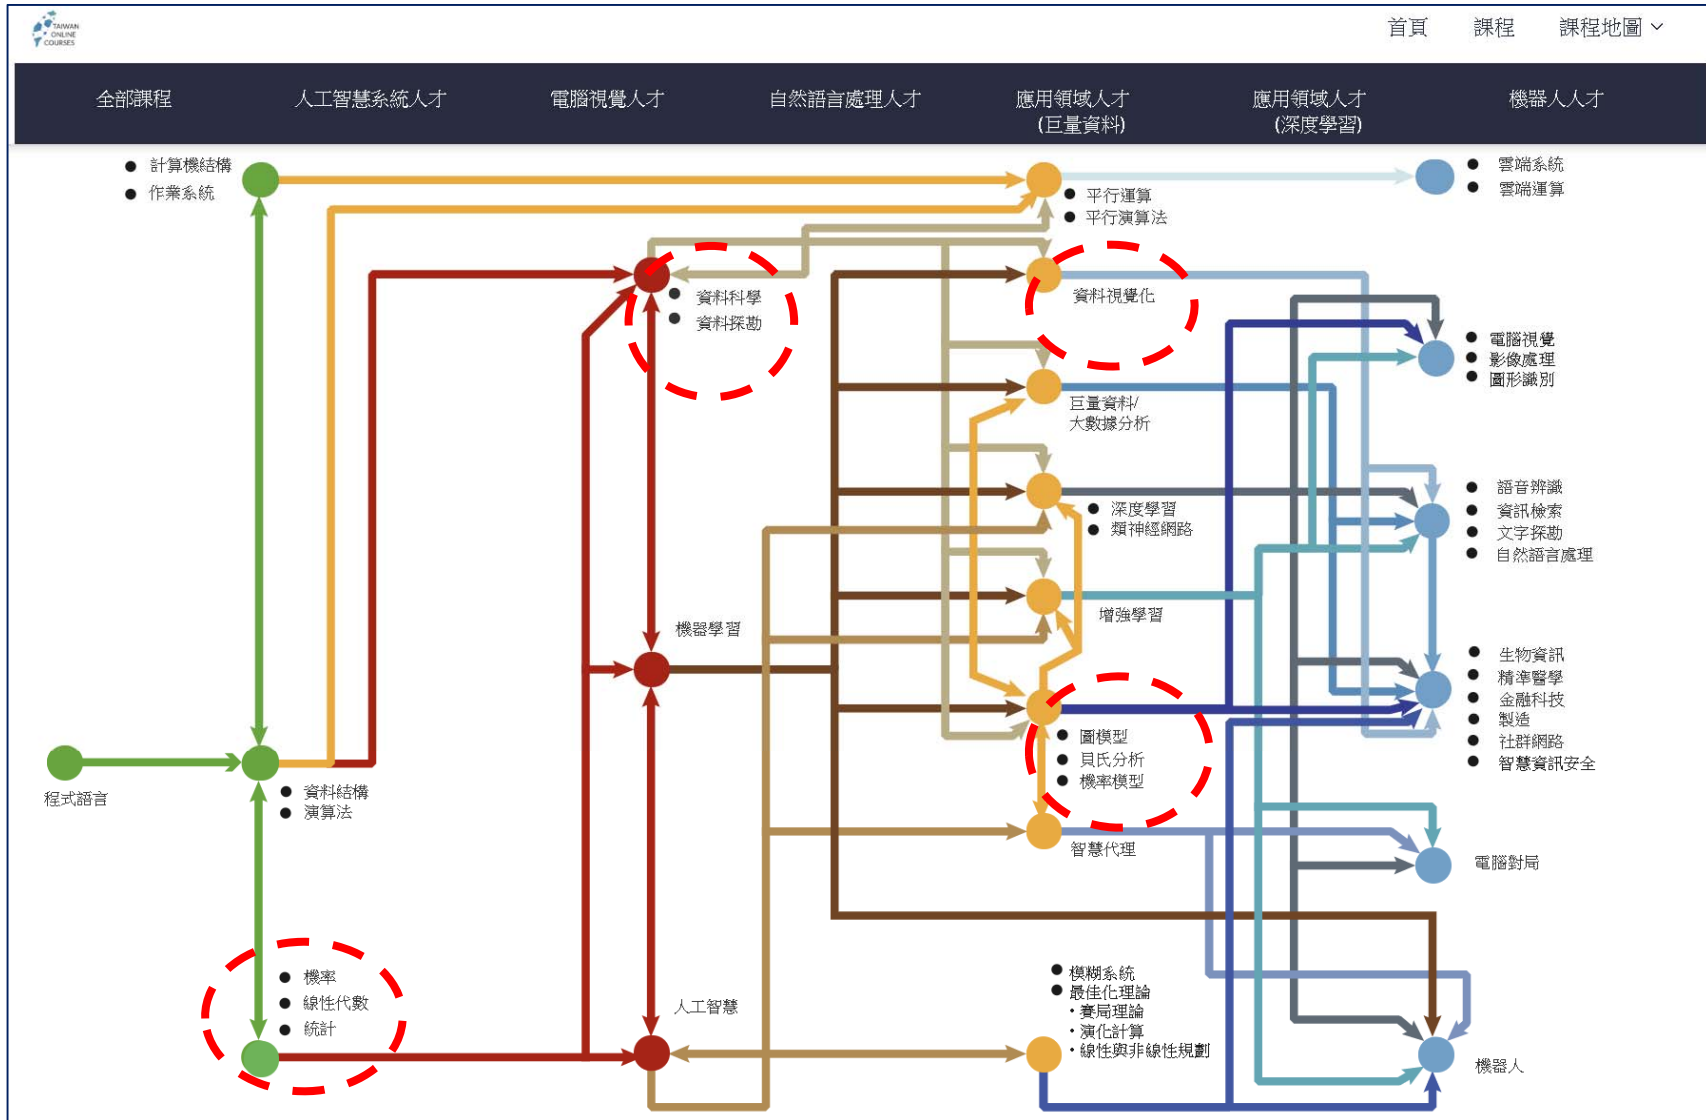 TAIWAN
ONLINE
COURSES
首頁
課程
課程地圖
全部課程
人工智慧系統人才
電腦視覺人才
自然語言處理人才
應用領域人才
(巨量資料)
應用領域人才
(深度學習)
機器人人才
● 計算機結構
● 作業系統
● 平行運算
● 平行演算法
● 雲端系統
● 雲端運算
● 資料科學
● 資料探勘
資料視覺化
● 電腦視覺
● 影像處理
● 圖形識別
巨量資料/
大數據分析
● 深度學習
● 類神經網路
● 語音辨識
● 資訊檢索
● 文字探勘
● 自然語言處理
機器學習
增強學習
● 生物資訊
● 精準醫學
● 金融科技
● 製造
● 社群網路
● 智慧資訊安全
● 圖模型
● 貝氏分析
● 機率模型
程式語言
● 資料結構
● 演算法
智慧代理
電腦對局
● 機率
● 線性代數
● 統計
人工智慧
● 模糊系統
● 最佳化理論
・賽局理論
・演化計算
・線性與非線性規劃
機器人